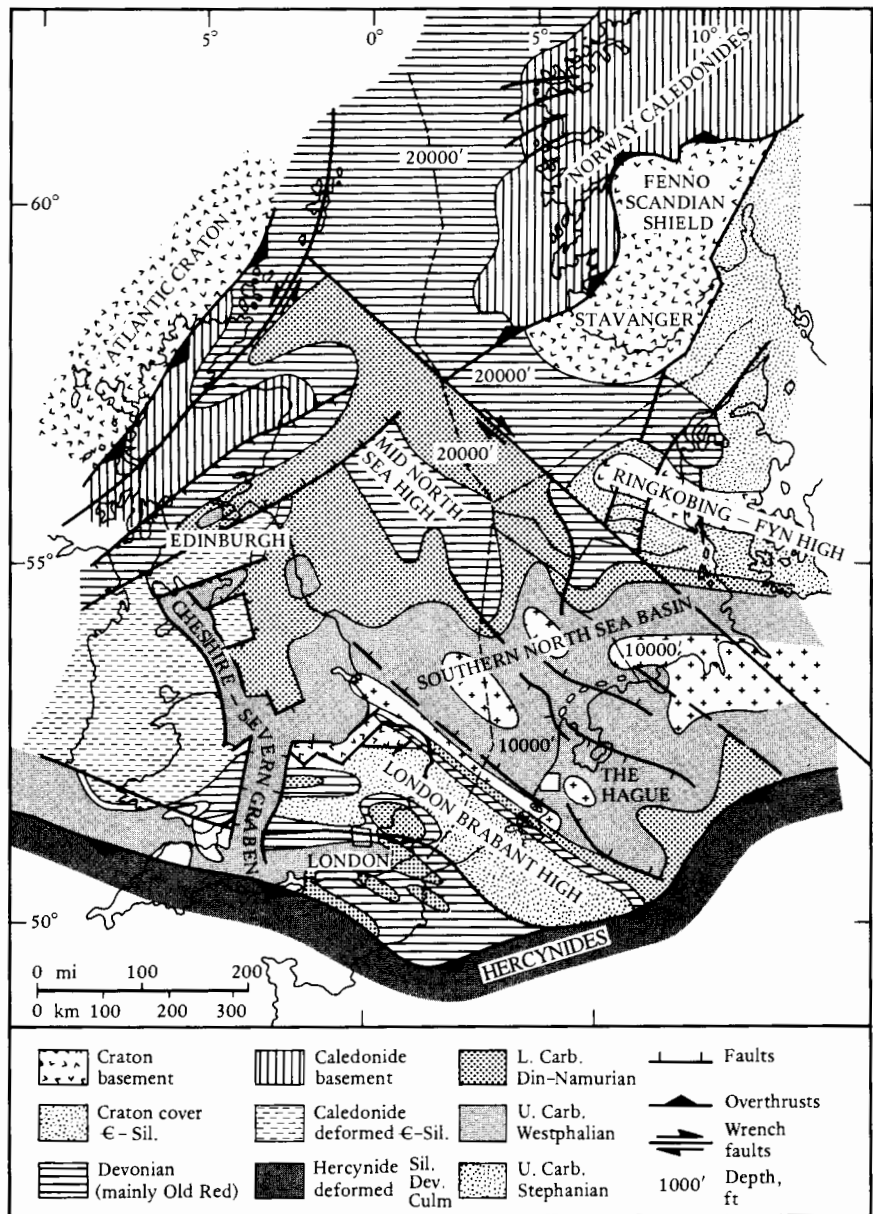 5°
0°
5°
10°
NORWAY CALEDONIDES
20000'
60°
FENNO
SCANDIAN
SHIELD
ATLANTIC CRATON
STAVANGER
20000'
20000'
MID NORTH
SEA HIGH
RINGKOBING – FYN HIGH
EDINBURGH
55°
CHESHIRE – SEVERN GRABEN
SOUTHERN NORTH SEA BASIN
10000'
10000'
THE
HAGUE
LONDON BRABANT HIGH
LONDON
50°
HERCYNIDES
0 mi 100 200
0 km 100 200 300
Craton
basement
Caledonide
basement
L. Carb.
Din–Namurian
Faults
Craton cover
Є – Sil.
Caledonide
deformed Є–Sil.
U. Carb.
Westphalian
Overthrusts
Wrench
faults
Devonian
(mainly Old Red)
Hercynide
deformed
Sil.
Dev.
Culm
U. Carb.
Stephanian
1000' Depth,
ft